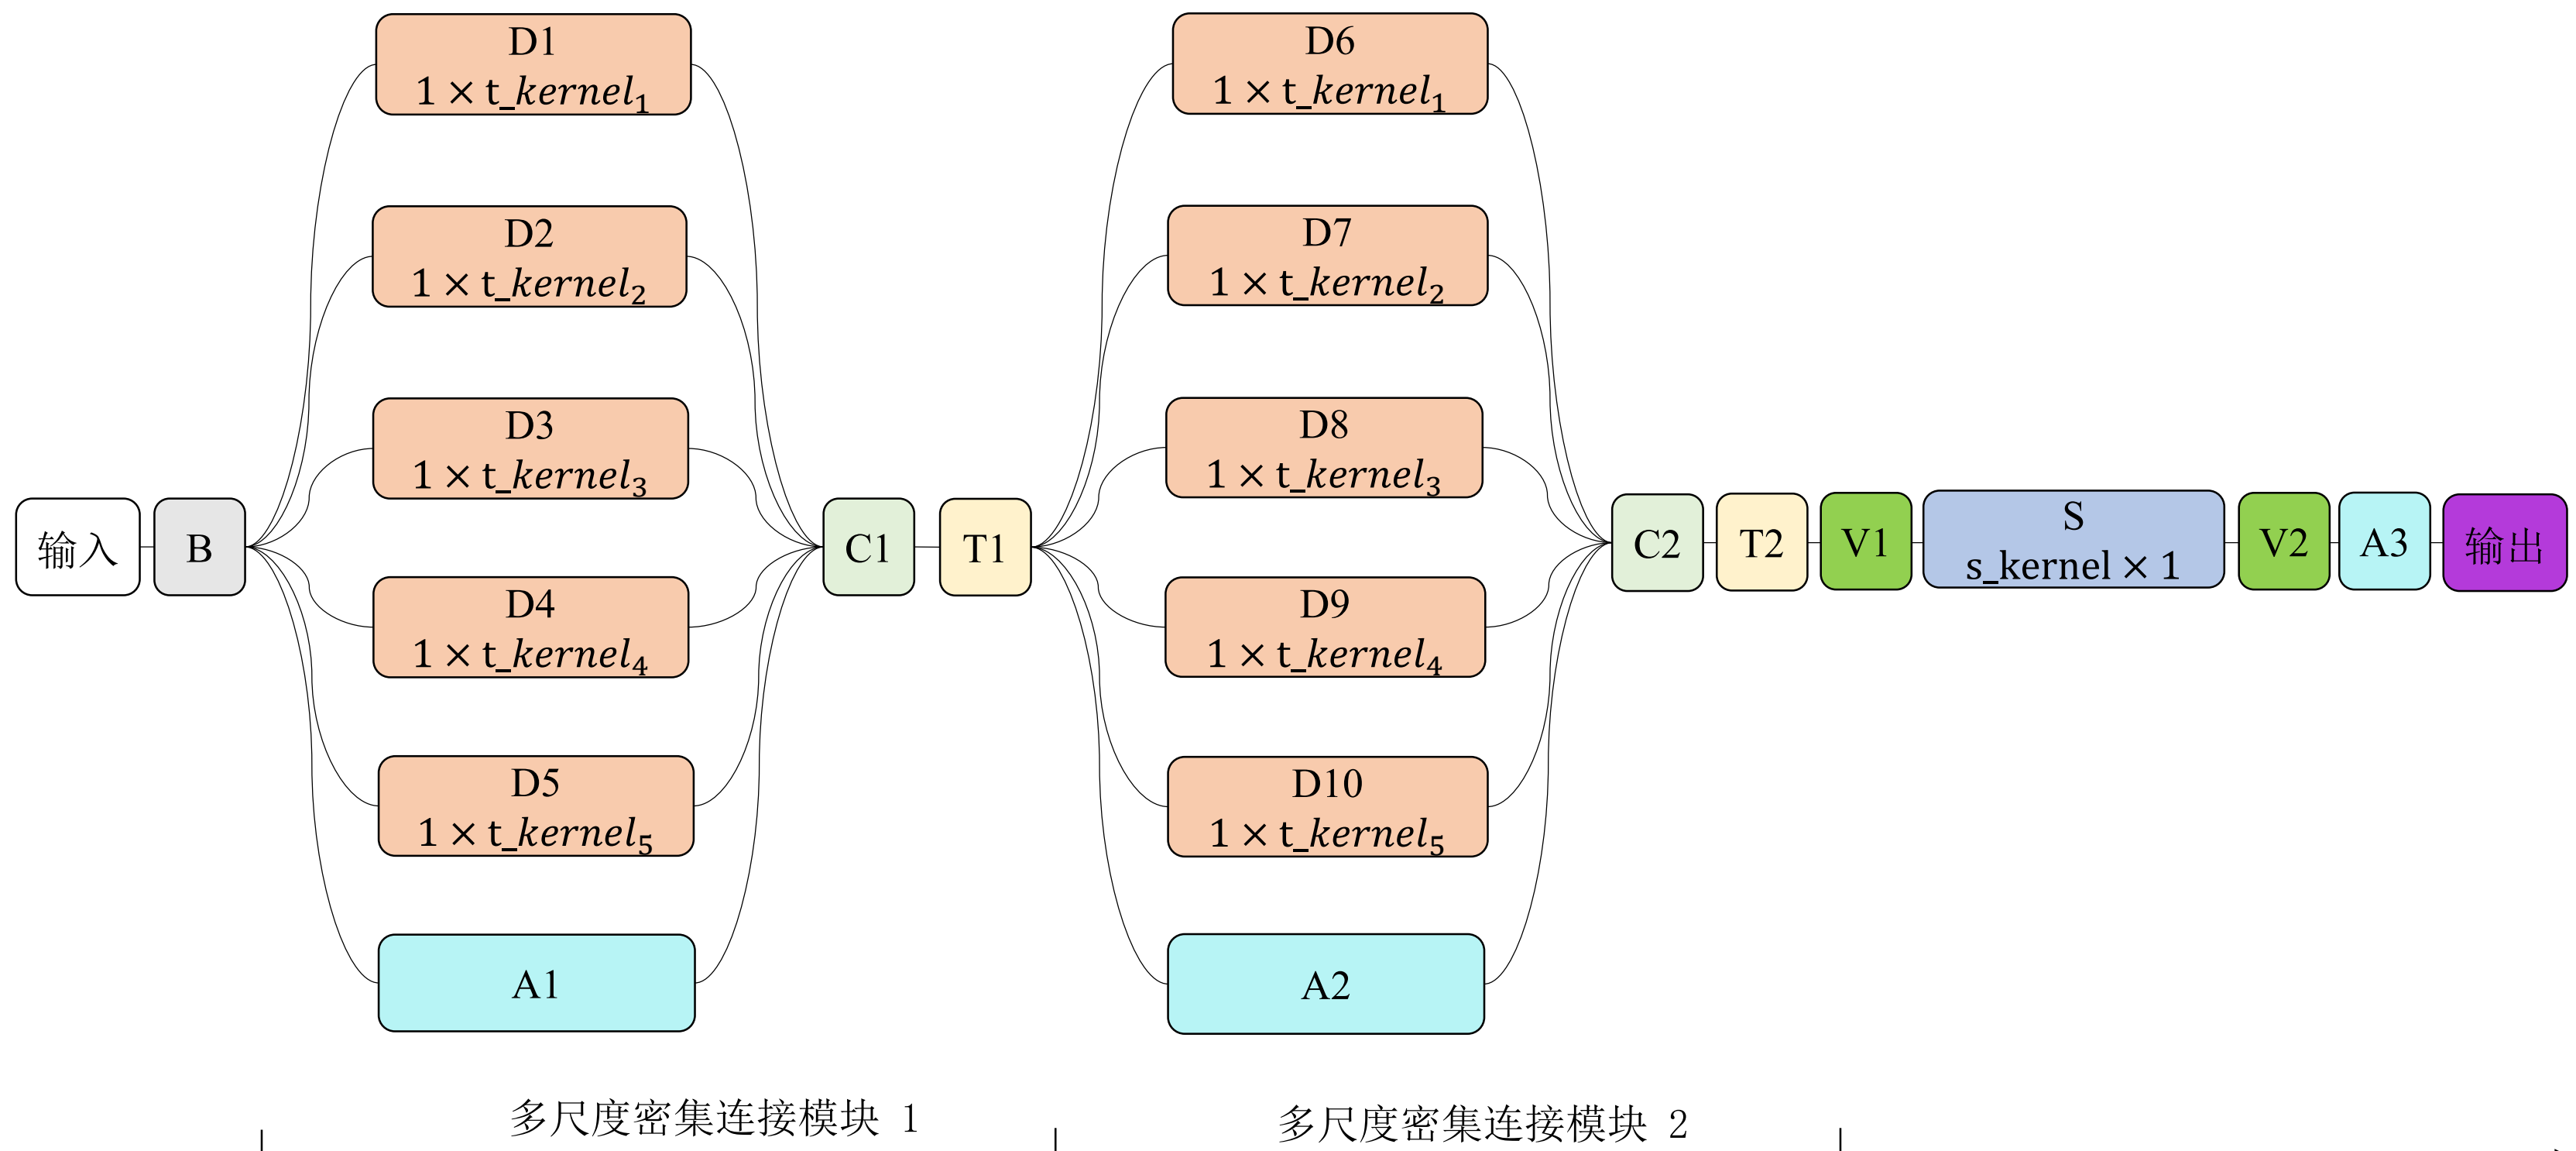 输入
B
D1
1 × t_kernel₁
D2
1 × t_kernel₂
D3
1 × t_kernel₃
D4
1 × t_kernel₄
D5
1 × t_kernel₅
A1
C1
T1
D6
1 × t_kernel₁
D7
1 × t_kernel₂
D8
1 × t_kernel₃
D9
1 × t_kernel₄
D10
1 × t_kernel₅
A2
C2
T2
V1
S
s_kernel × 1
V2
A3
输出
多尺度密集连接模块 1
多尺度密集连接模块 2